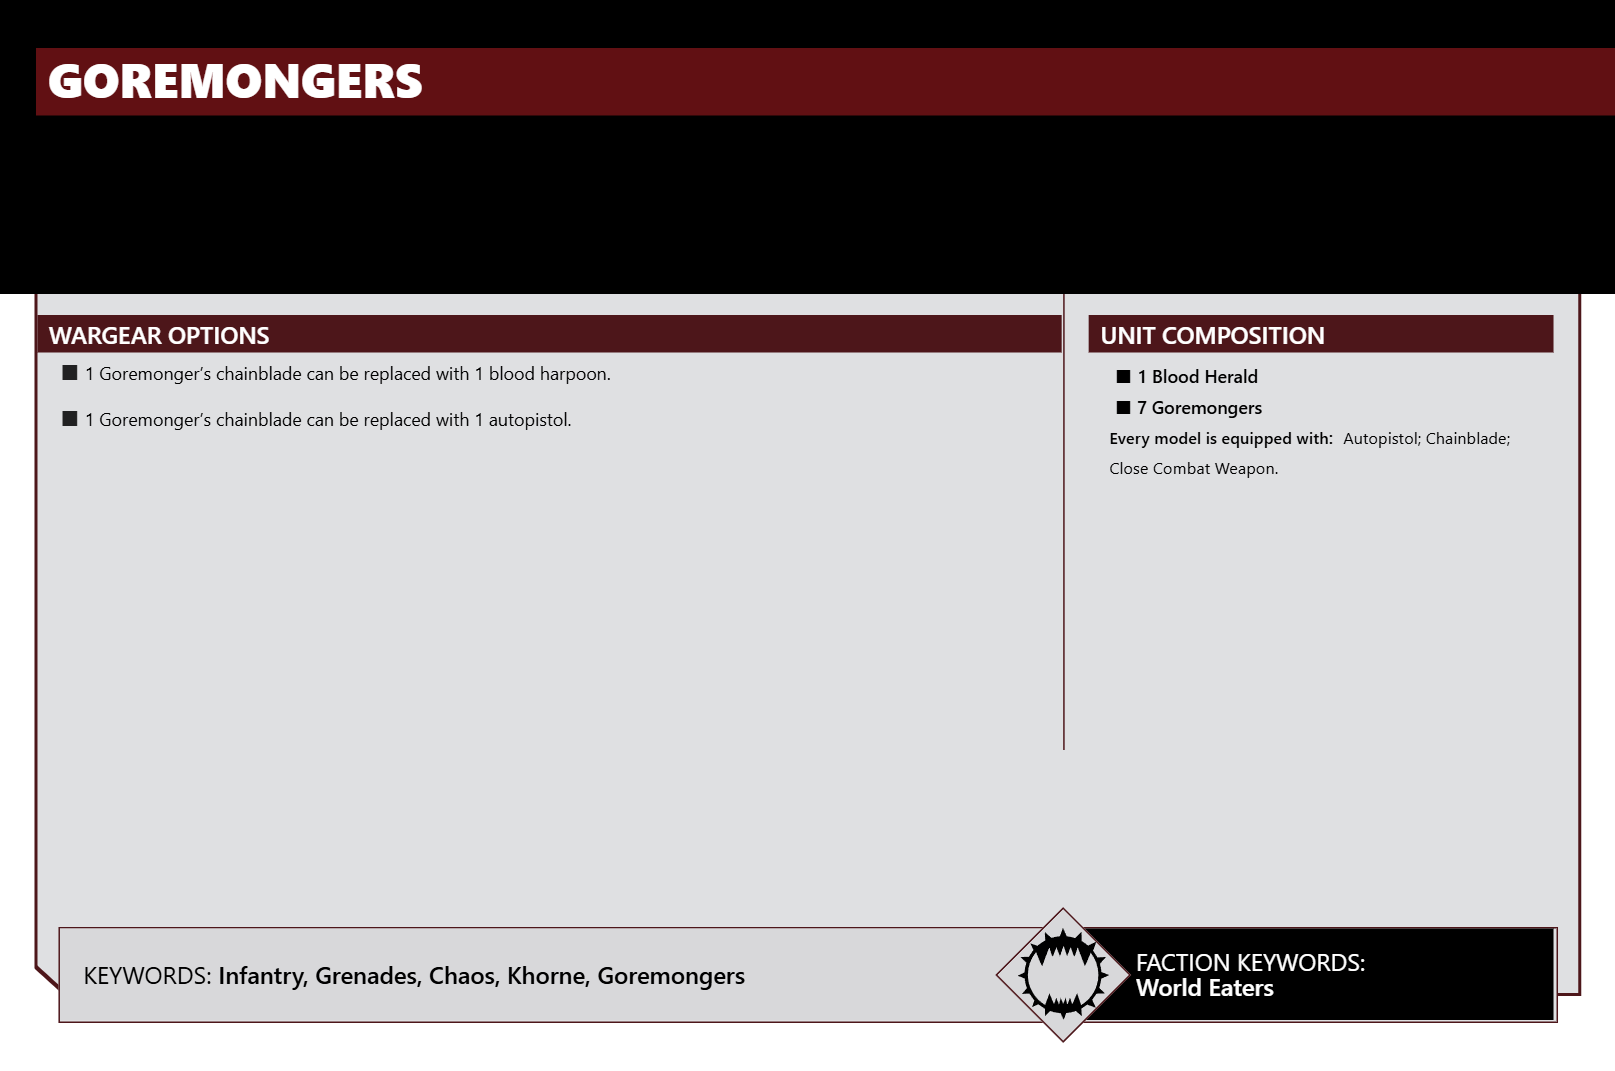 GOREMONGERS
WARGEAR OPTIONS
■ 1 Goremonger’s chainblade can be replaced with 1 blood harpoon.
■ 1 Goremonger’s chainblade can be replaced with 1 autopistol.
UNIT COMPOSITION
■ 1 Blood Herald
■ 7 Goremongers
Every model is equipped with: Autopistol; Chainblade;
Close Combat Weapon.
KEYWORDS: Infantry, Grenades, Chaos, Khorne, Goremongers
FACTION KEYWORDS:
World Eaters